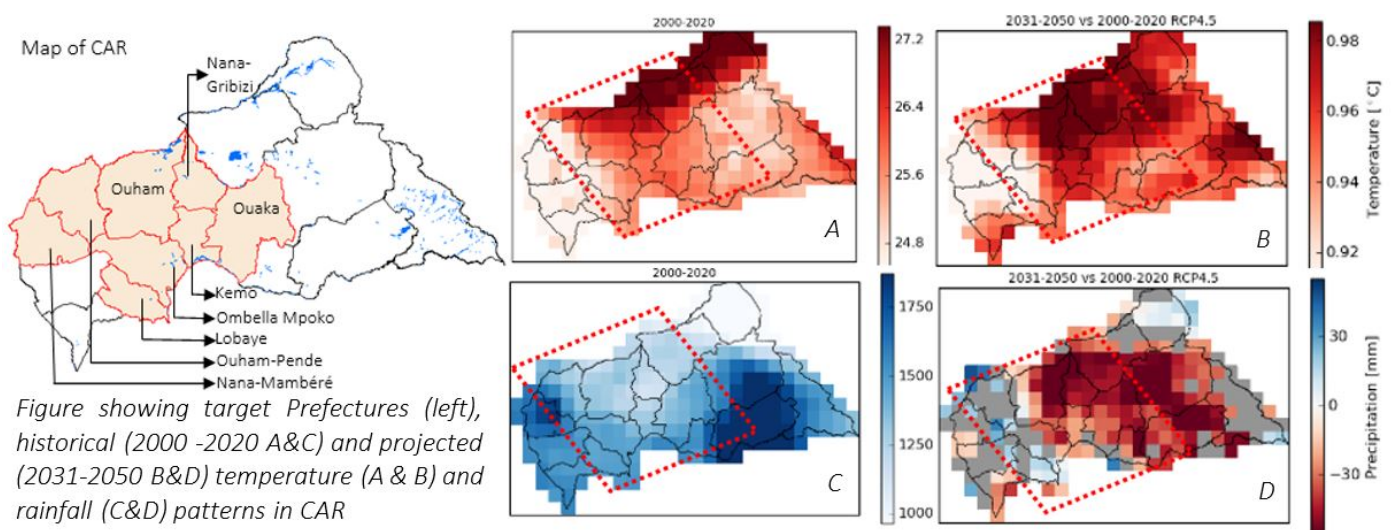 Map of CAR
Nana-
Gribizi
Ouham
Ouaka
Kemo
Ombella Mpoko
Lobaye
Ouham-Pende
Nana-Mambéré
Figure showing target Prefectures (left),
historical (2000 -2020 A&C) and projected
(2031-2050 B&D) temperature (A & B) and
rainfall (C&D) patterns in CAR
2000-2020
A
27.2
26.4
25.6
24.8
2031-2050 vs 2000-2020 RCP4.5
B
0.98
0.96
0.94
0.92
Temperature [°C]
2000-2020
C
1750
1500
1250
1000
2031-2050 vs 2000-2020 RCP4.5
D
30
0
−30
Precipitation [mm]